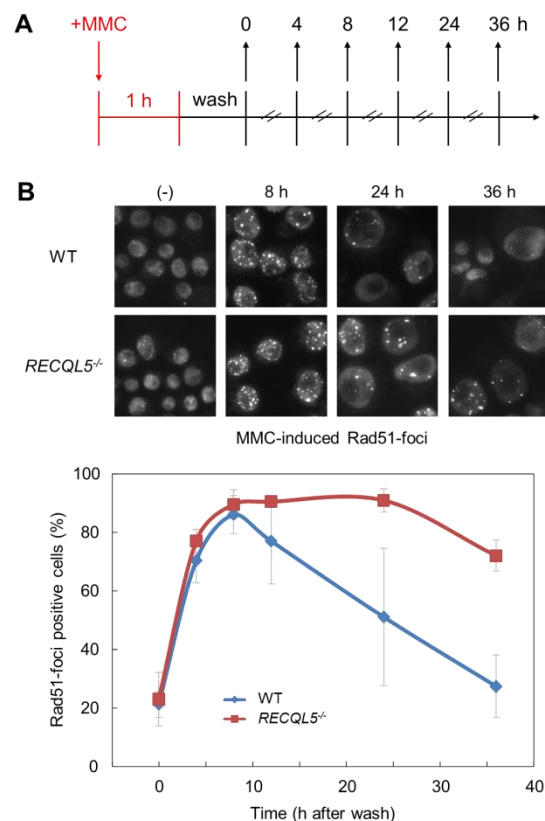 A
+MMC 0 4 8 12 24 36 h
1 h wash
B
(-) 8 h 24 h 36 h
WT
RECQL5-/-
MMC-induced Rad51-foci
Rad51-foci positive cells (%)
100
80
60
40
20
0
WT
RECQL5-/-
0 10 20 30 40
Time (h after wash)